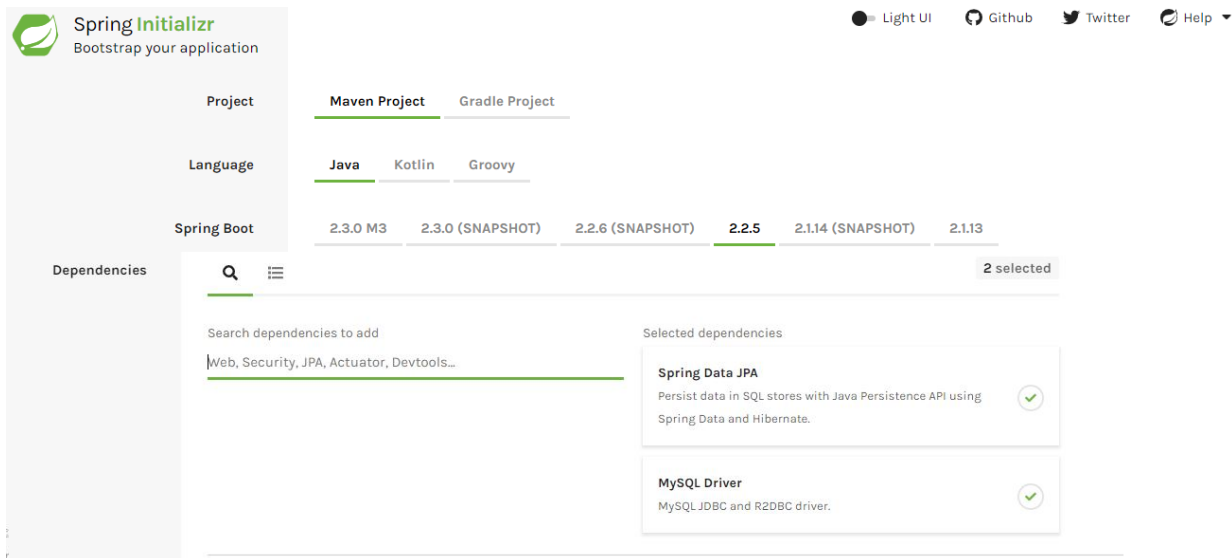 Spring Initializr
Bootstrap your application
Light UI Github Twitter Help
Project Maven Project Gradle Project
Language Java Kotlin Groovy
Spring Boot 2.3.0 M3 2.3.0 (SNAPSHOT) 2.2.6 (SNAPSHOT) 2.2.5 2.1.14 (SNAPSHOT) 2.1.13
Dependencies 2 selected
Search dependencies to add
Web, Security, JPA, Actuator, Devtools...
Selected dependencies
Spring Data JPA
Persist data in SQL stores with Java Persistence API using
Spring Data and Hibernate.
MySQL Driver
MySQL JDBC and R2DBC driver.